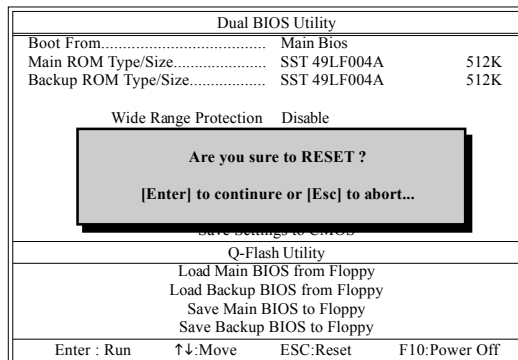 Dual BIOS Utility
Boot From..................................... Main Bios
Main ROM Type/Size..................... SST 49LF004A 512K
Backup ROM Type/Size................. SST 49LF004A 512K
Wide Range Protection Disable
Are you sure to RESET ?
[Enter] to continure or [Esc] to abort...
Save Settings to CMOS
Q-Flash Utility
Load Main BIOS from Floppy
Load Backup BIOS from Floppy
Save Main BIOS to Floppy
Save Backup BIOS to Floppy
Enter : Run ↑↓:Move ESC:Reset F10:Power Off